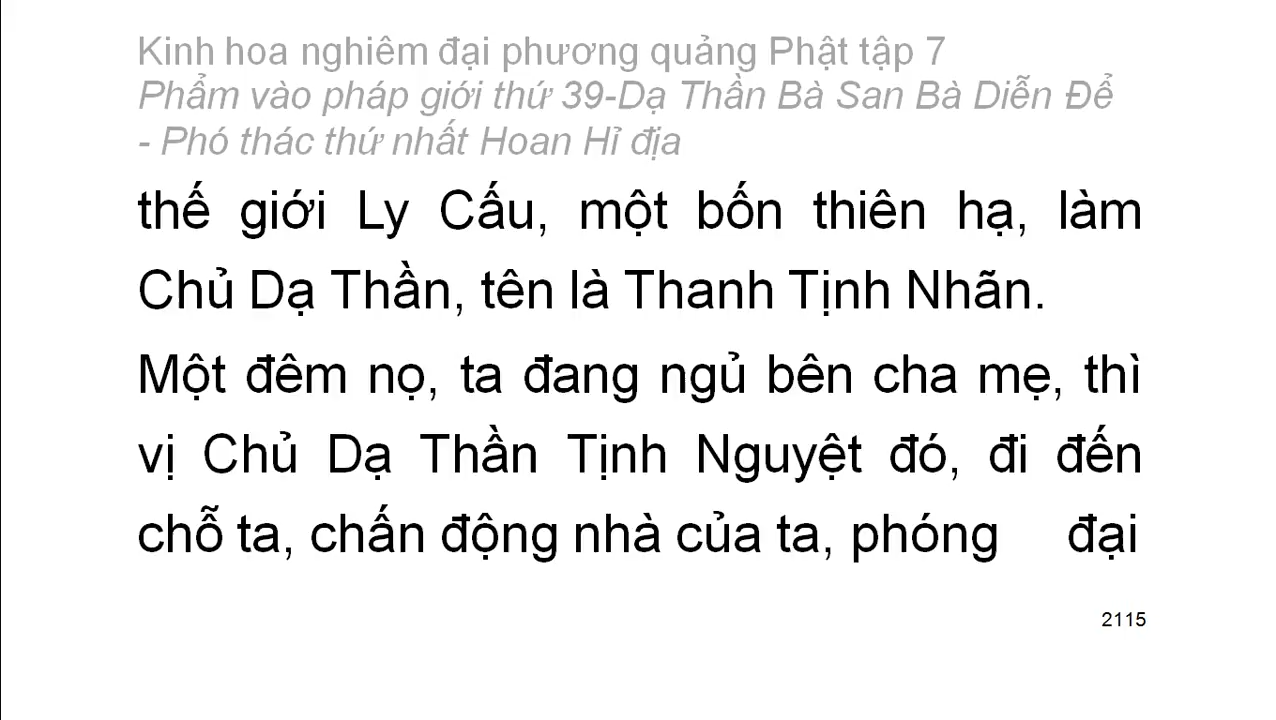 Kinh hoa nghiêm đại phương quảng Phật tập 7
Phẩm vào pháp giới thứ 39-Dạ Thần Bà San Bà Diễn Để
- Phó thác thứ nhất Hoan Hỉ địa
thế giới Ly Cấu, một bốn thiên hạ, làm
Chủ Dạ Thần, tên là Thanh Tịnh Nhãn.
Một đêm nọ, ta đang ngủ bên cha mẹ, thì
vị Chủ Dạ Thần Tịnh Nguyệt đó, đi đến
chỗ ta, chấn động nhà của ta, phóng đại
2115